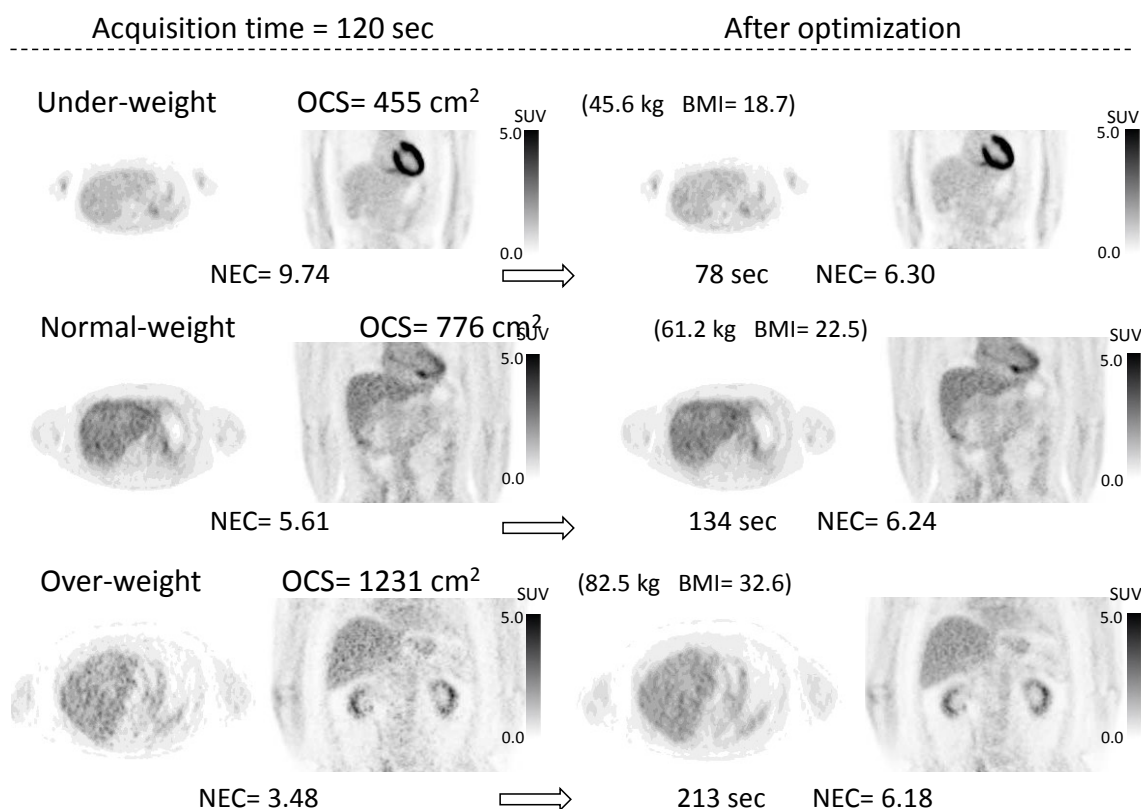 Acquisition time = 120 sec After optimization
Under-weight OCS= 455 cm² (45.6 kg BMI= 18.7)
SUV SUV
5.0 5.0
0.0 0.0
NEC= 9.74 78 sec NEC= 6.30
Normal-weight OCS= 776 cm² (61.2 kg BMI= 22.5)
SUV SUV
5.0 5.0
0.0 0.0
NEC= 5.61 134 sec NEC= 6.24
Over-weight OCS= 1231 cm² (82.5 kg BMI= 32.6)
SUV SUV
5.0 5.0
0.0 0.0
NEC= 3.48 213 sec NEC= 6.18